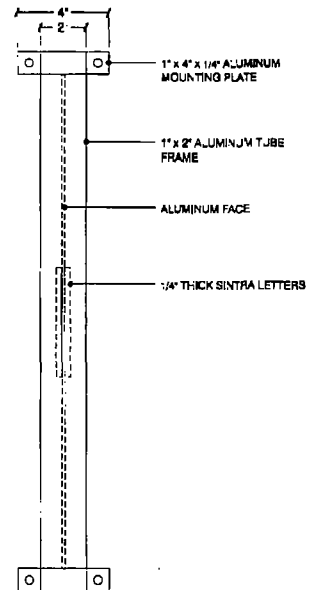 4"
2
1" x 4" x 1/4" ALUMINUM
MOUNTING PLATE
1" x 2" ALUMINUM TUBE
FRAME
ALUMINUM FACE
1/4" THICK SINTRA LETTERS